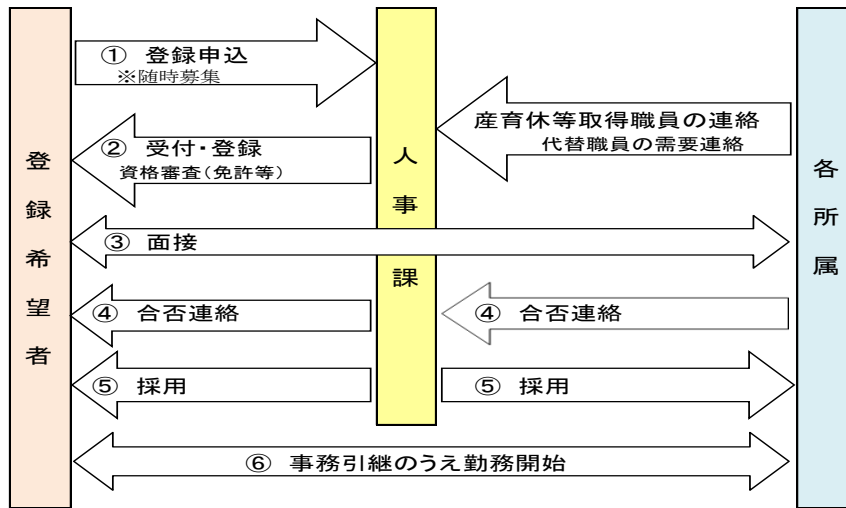 登録希望者
人事課
各所属
① 登録申込
※随時募集
産育休等取得職員の連絡
代替職員の需要連絡
② 受付・登録
資格審査(免許等)
③ 面接
④ 合否連絡
④ 合否連絡
⑤ 採用
⑤ 採用
⑥ 事務引継のうえ勤務開始